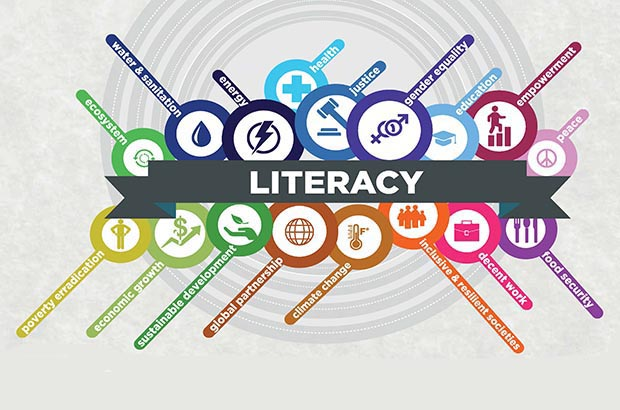 water & sanitation
energy
health
justice
gender equality
education
empowerment
ecosystem
peace
LITERACY
F°
$
poverty erradication
economic growth
sustainable development
global partnership
climate change
inclusive & resilient societies
decent work
food security